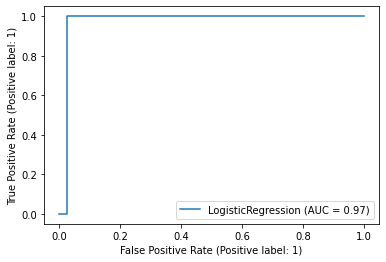 True Positive Rate (Positive label: 1)
1.0
0.8
0.6
0.4
0.2
0.0
LogisticRegression (AUC = 0.97)
0.0 0.2 0.4 0.6 0.8 1.0
False Positive Rate (Positive label: 1)